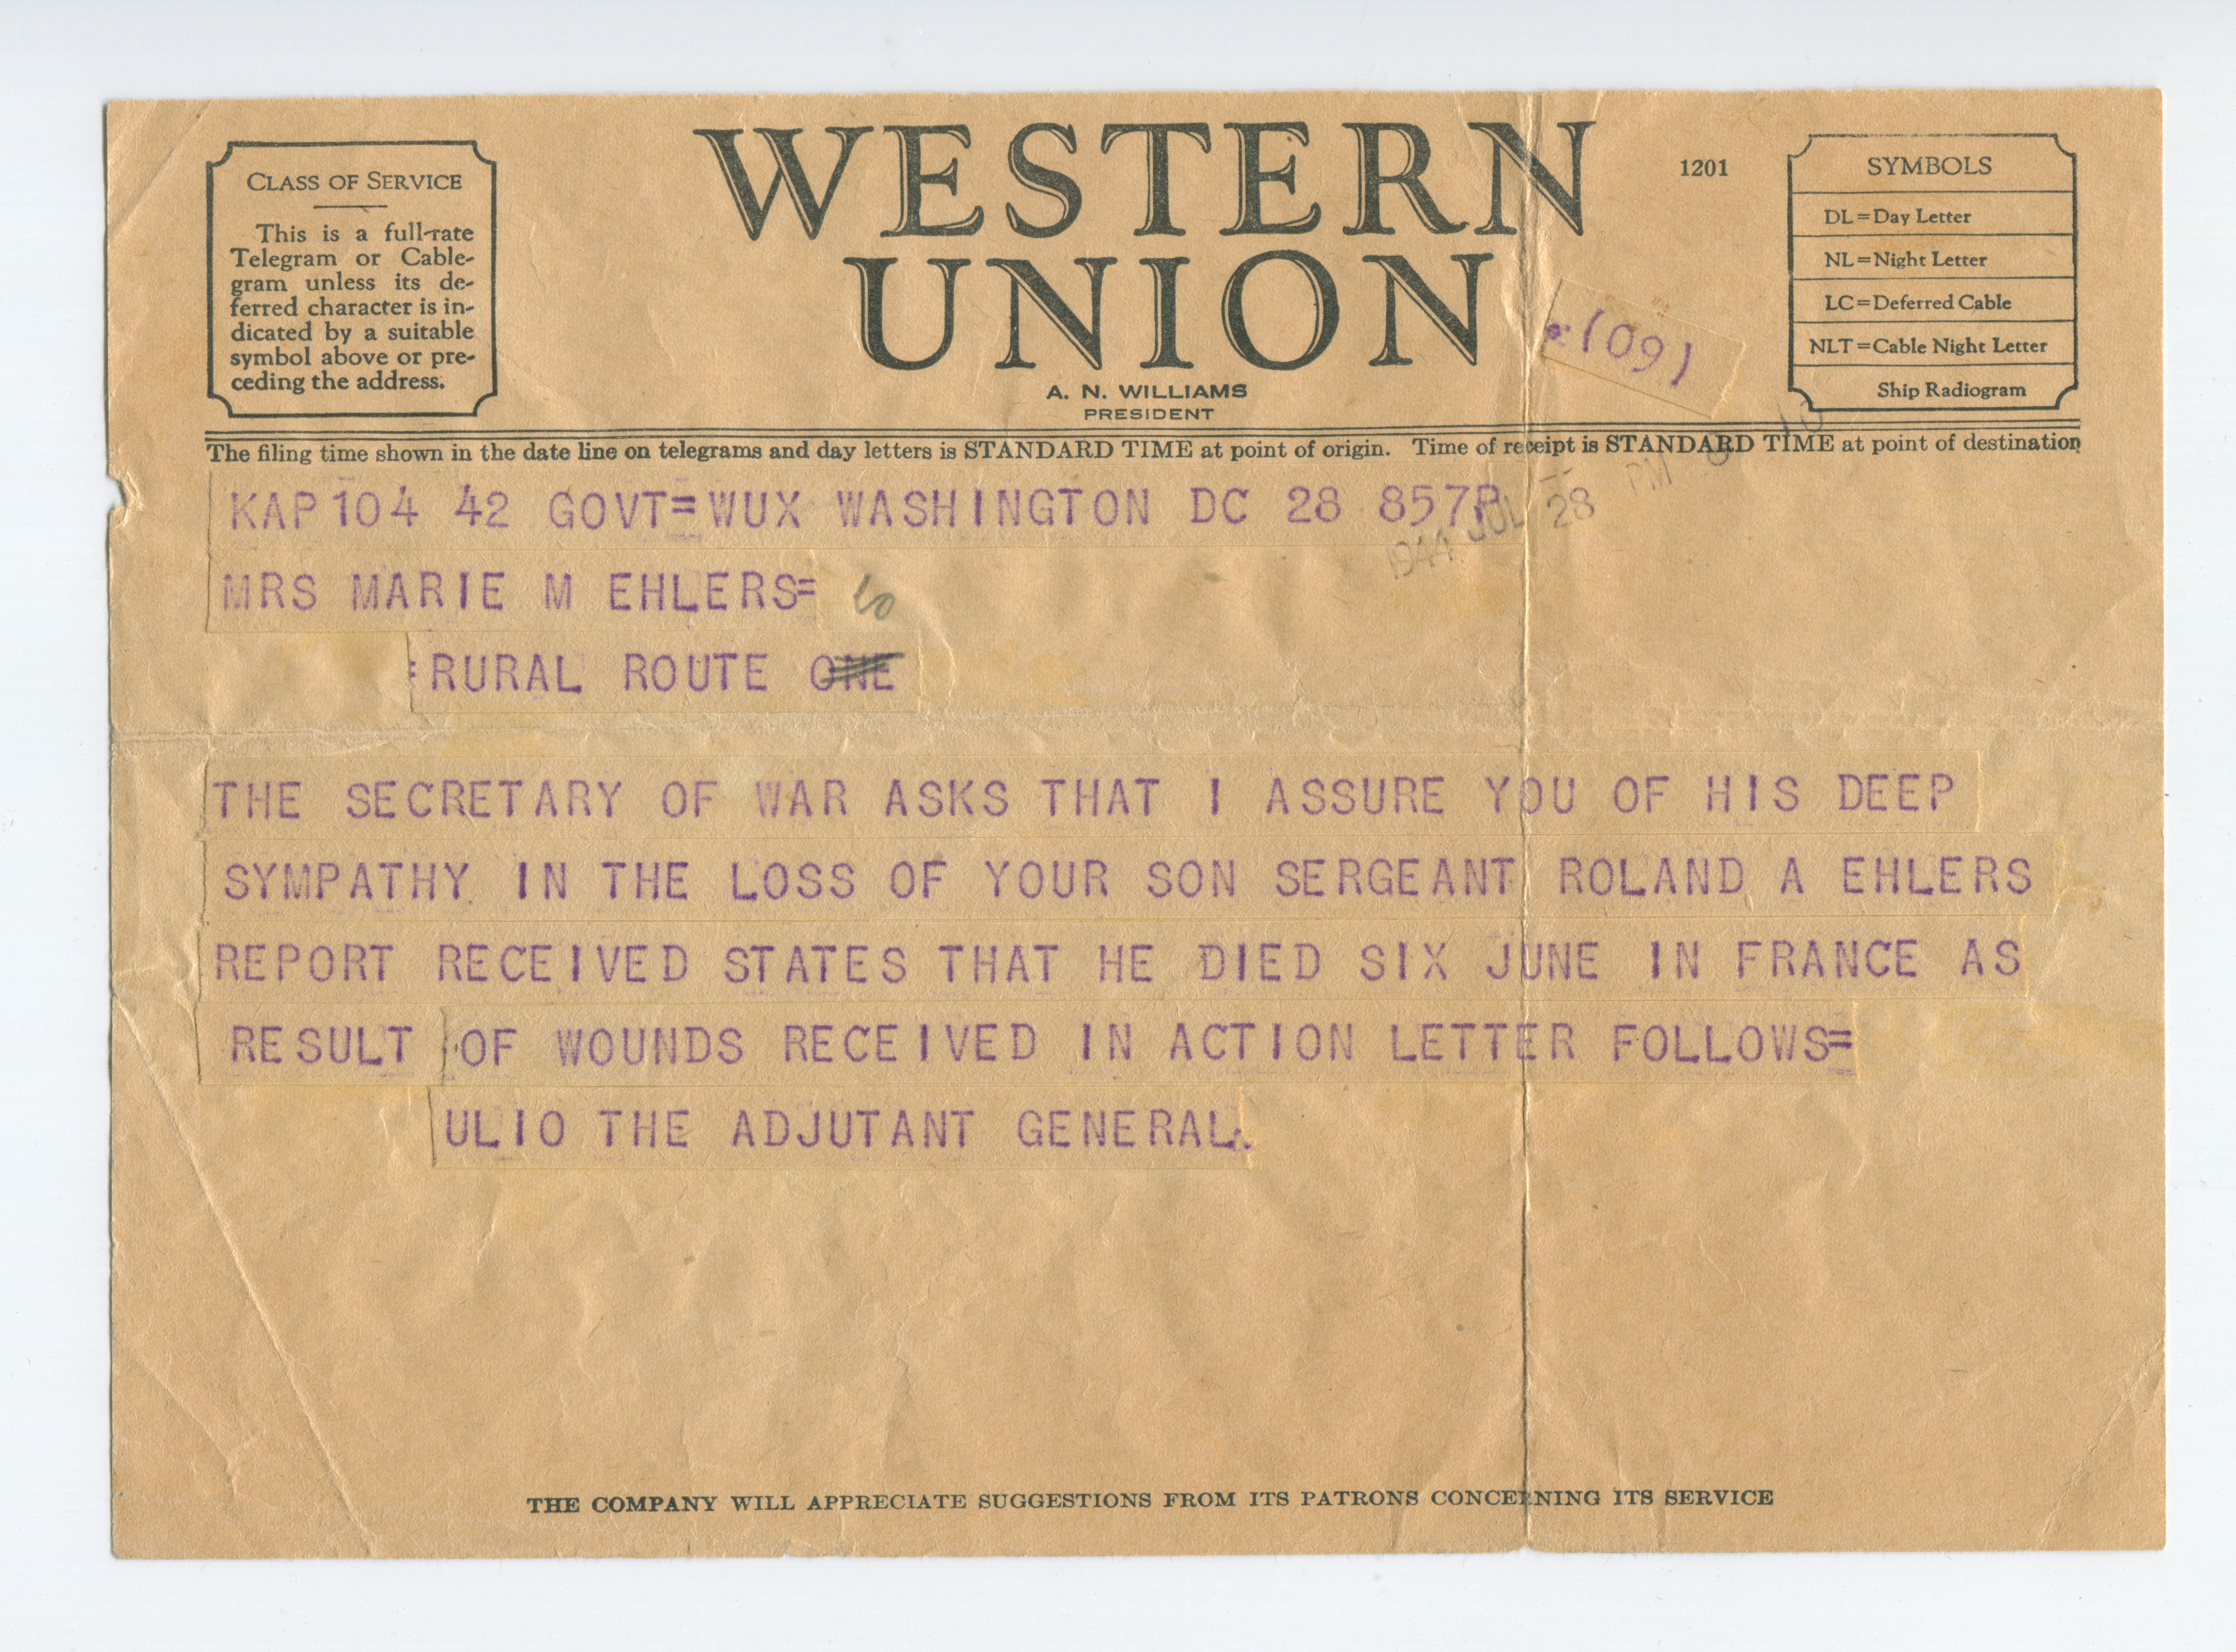 CLASS OF SERVICE
This is a full-rate
Telegram or Cable-
gram unless its de-
ferred character is in-
dicated by a suitable
symbol above or pre-
ceding the address.
WESTERN
UNION
A. N. WILLIAMS
PRESIDENT
1201
(09)
SYMBOLS
DL=Day Letter
NL=Night Letter
LC=Deferred Cable
NLT=Cable Night Letter
Ship Radiogram
The filing time shown in the date line on telegrams and day letters is STANDARD TIME at point of origin. Time of receipt is STANDARD TIME at point of destination
1944 JUL 28 PM
KAP104 42 GOVT=WUX WASHINGTON DC 28 857P
MRS MARIE M EHLERS=
:RURAL ROUTE ONE
THE SECRETARY OF WAR ASKS THAT I ASSURE YOU OF HIS DEEP
SYMPATHY IN THE LOSS OF YOUR SON SERGEANT ROLAND A EHLERS
REPORT RECEIVED STATES THAT HE DIED SIX JUNE IN FRANCE AS
RESULT OF WOUNDS RECEIVED IN ACTION LETTER FOLLOWS=
ULIO THE ADJUTANT GENERAL
THE COMPANY WILL APPRECIATE SUGGESTIONS FROM ITS PATRONS CONCERNING ITS SERVICE